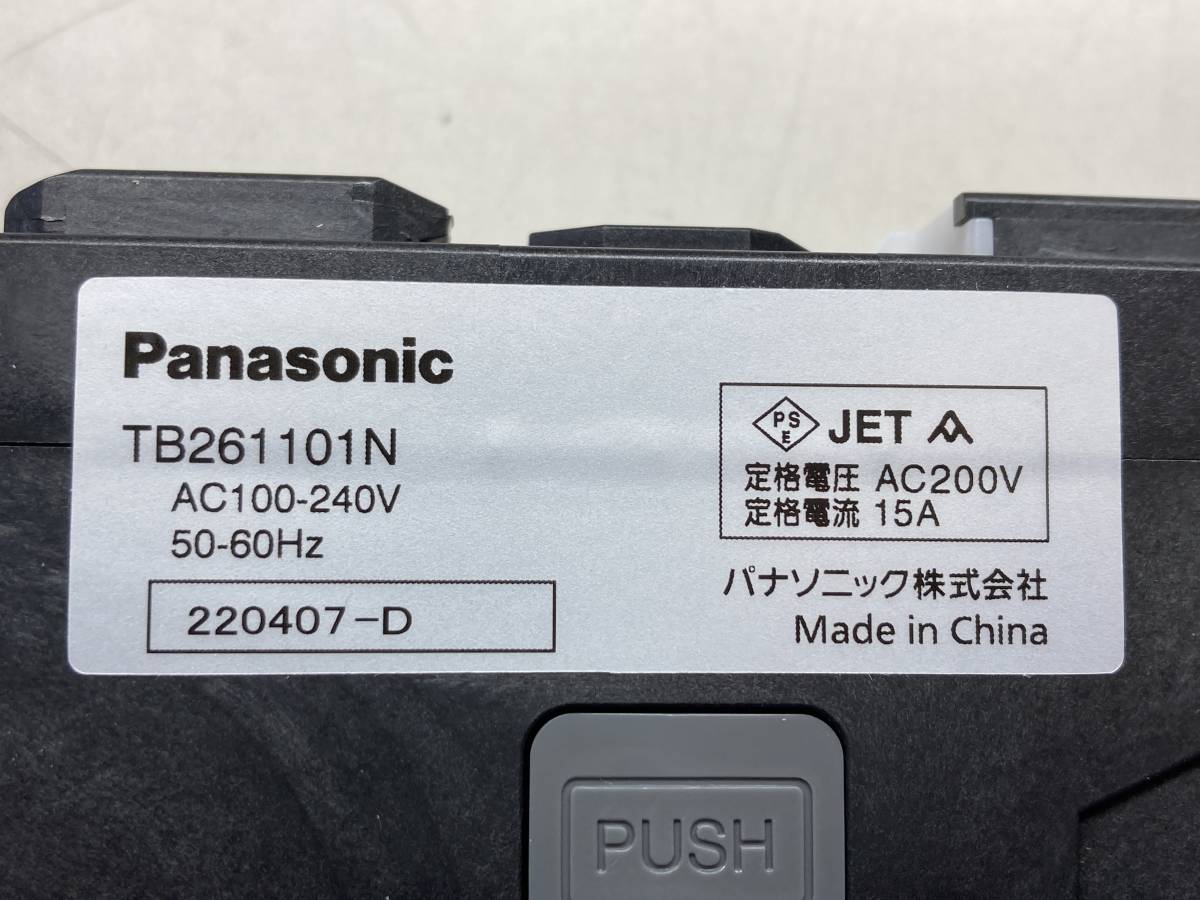 Panasonic
TB261101N
AC100-240V
50-60Hz
220407-D
PSE JET
定格電圧 AC200V
定格電流 15A
パナソニック株式会社
Made in China
PUSH